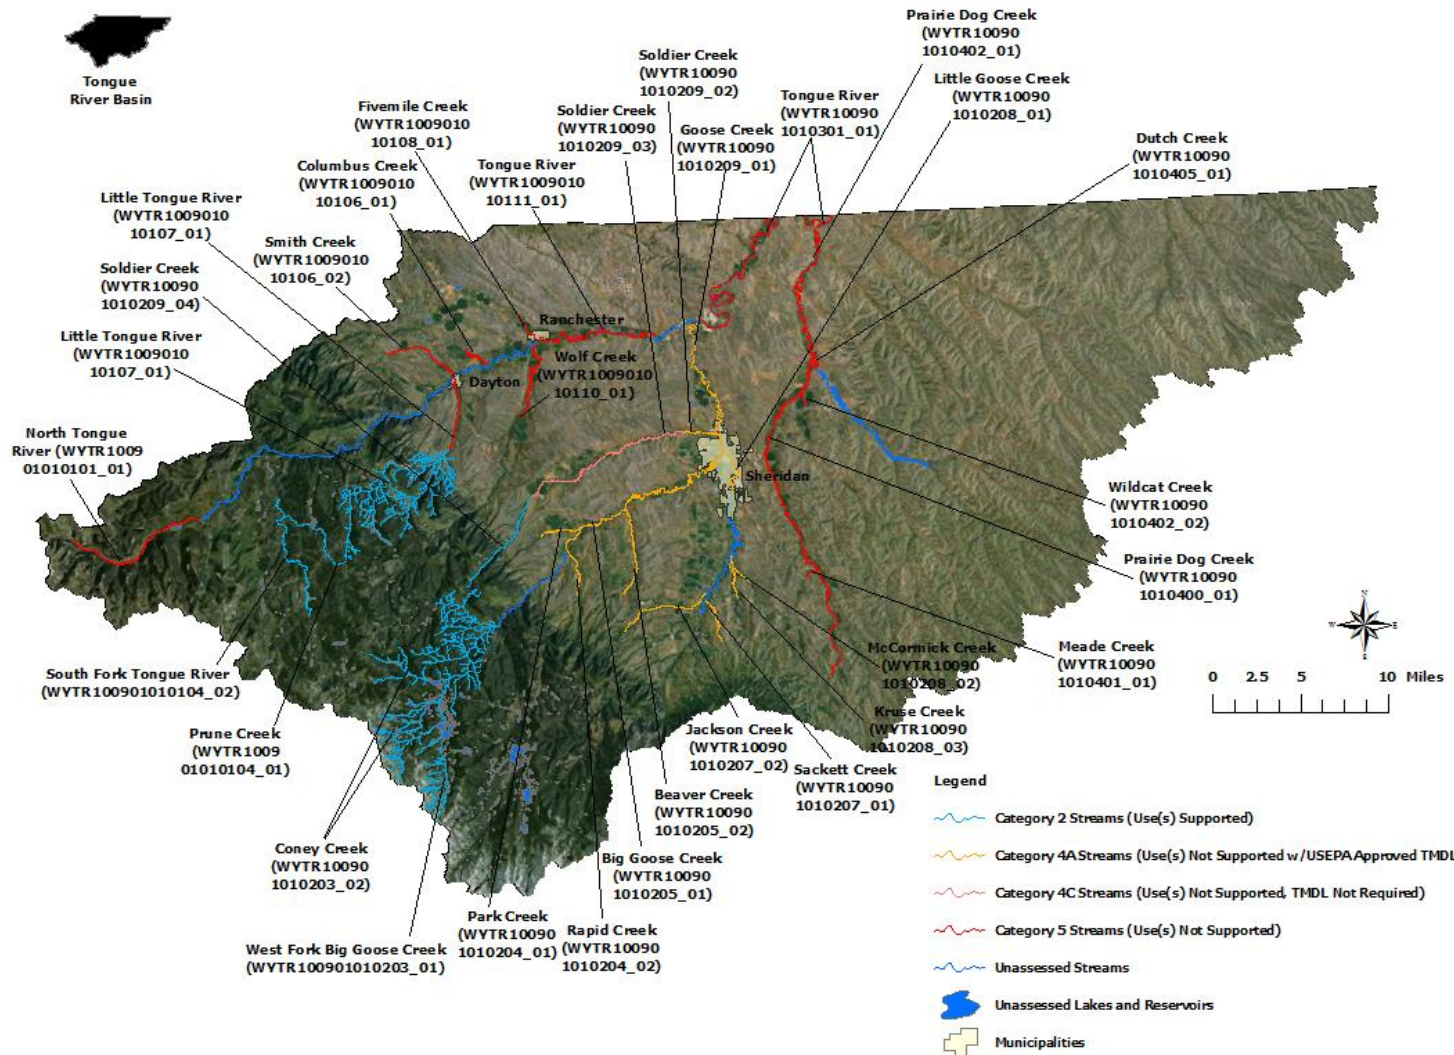 Tongue
River Basin
Prairie Dog Creek
(WYTR10090
1010402_01)
Soldier Creek
(WYTR10090
1010209_02)
Little Goose Creek
(WYTR10090
1010208_01)
Fivemile Creek
(WYTR1009010
10108_01)
Soldier Creek
(WYTR10090
1010209_03)
Goose Creek
(WYTR10090
1010209_01)
Tongue River
(WYTR10090
1010301_01)
Dutch Creek
(WYTR10090
1010405_01)
Columbus Creek
(WYTR1009010
10106_01)
Tongue River
(WYTR1009010
10111_01)
Little Tongue River
(WYTR1009010
10107_01)
Smith Creek
(WYTR1009010
10106_02)
Soldier Creek
(WYTR10090
1010209_04)
Little Tongue River
(WYTR1009010
10107_01)
Ranchester
Wolf Creek
(WYTR1009010
10110_01)
Dayton
North Tongue
River (WYTR1009
01010101_01)
Sheridan
Wildcat Creek
(WYTR10090
1010402_02)
Prairie Dog Creek
(WYTR10090
1010400_01)
Meade Creek
(WYTR10090
1010401_01)
McCormick Creek
(WYTR10090
1010208_02)
Kruse Creek
(WYTR10090
1010208_03)
South Fork Tongue River
(WYTR100901010104_02)
Prune Creek
(WYTR1009
01010104_01)
Jackson Creek
(WYTR10090
1010207_02)
Sackett Creek
(WYTR10090
1010207_01)
Beaver Creek
(WYTR10090
1010205_02)
Big Goose Creek
(WYTR10090
1010205_01)
Coney Creek
(WYTR10090
1010203_02)
Park Creek
(WYTR10090
1010204_01)
Rapid Creek
(WYTR10090
1010204_02)
West Fork Big Goose Creek
(WYTR100901010203_01)
N
W E
S
0 2.5 5 10 Miles
Legend
Category 2 Streams (Use(s) Supported)
Category 4A Streams (Use(s) Not Supported w/USEPA Approved TMDL
Category 4C Streams (Use(s) Not Supported, TMDL Not Required)
Category 5 Streams (Use(s) Not Supported)
Unassessed Streams
Unassessed Lakes and Reservoirs
Municipalities